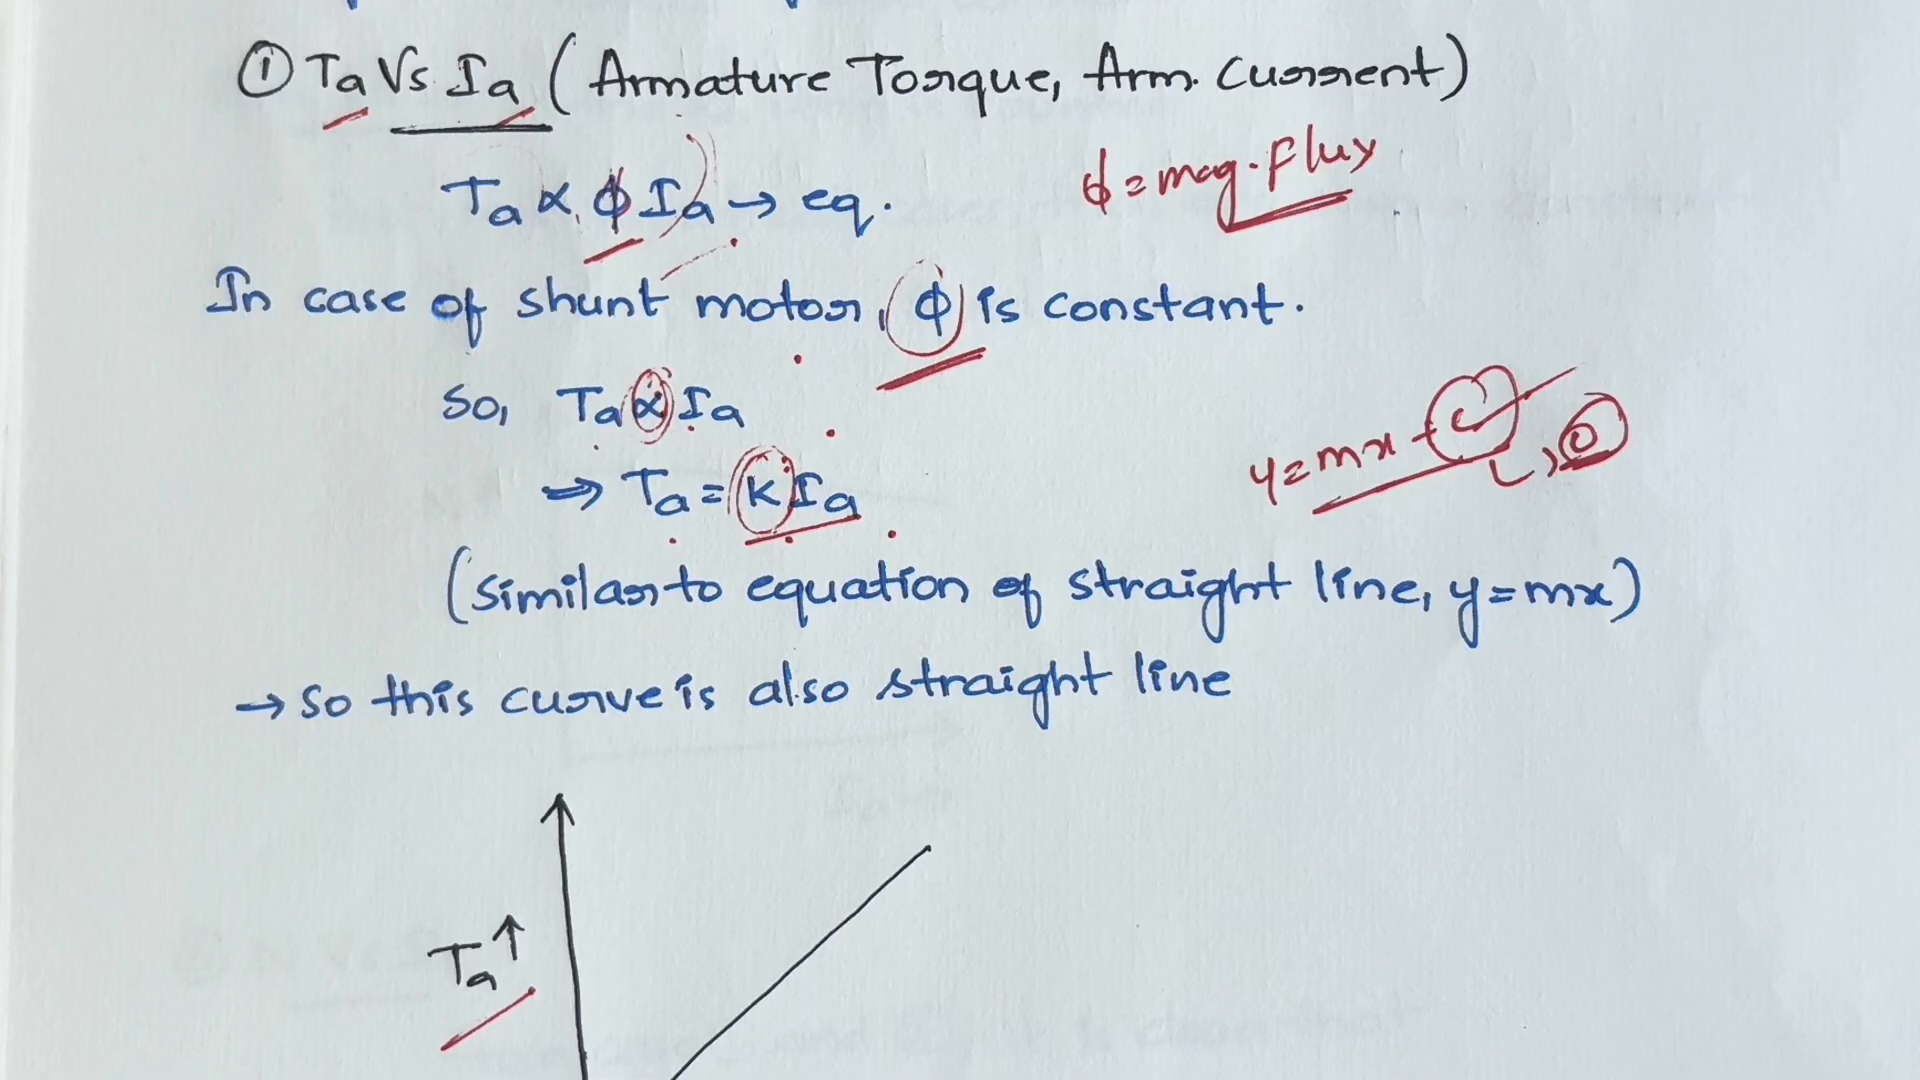 ① Ta Vs Ia (Armature Torque, Arm. Current)
Ta ∝ ϕ Ia → eq.
ϕ = mag. flux
In case of shunt motor, ϕ is constant.
So, Ta ∝ Ia
⇒ Ta = K Ia
y = mx + c
0
(similar to equation of straight line, y=mx)
→ so this curve is also straight line
Ta ↑